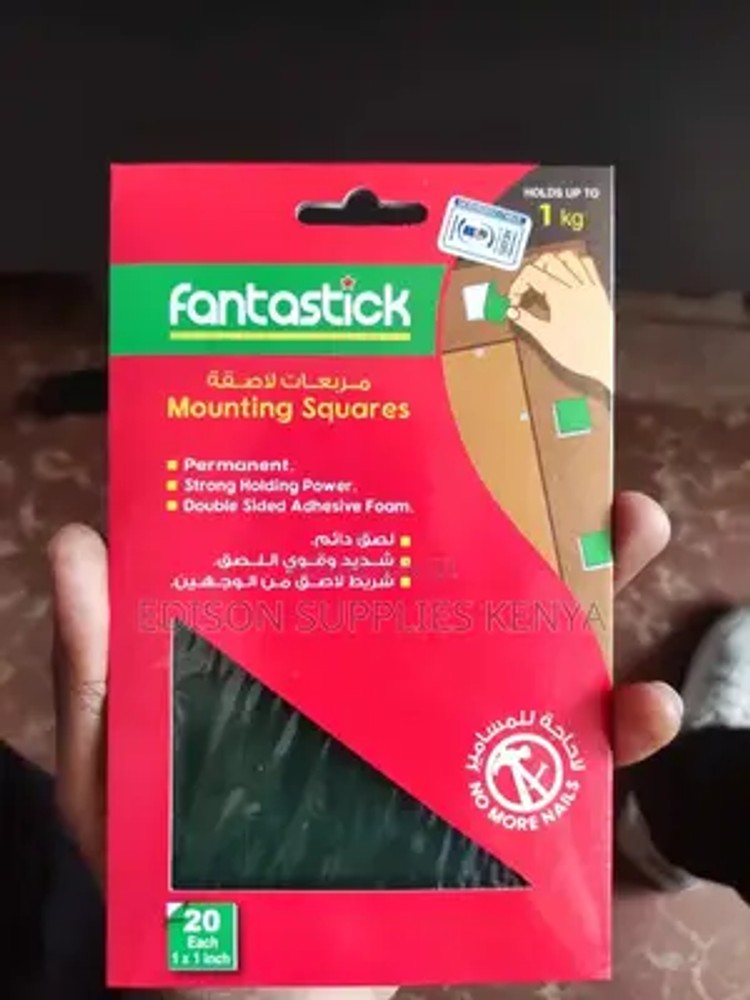 HOLDS UP TO
1 kg
fantastick
مربعات لاصقة
Mounting Squares
Permanent.
Strong Holding Power.
Double Sided Adhesive Foam.
لصق دائم.
شديد وقوي اللصق.
شريط لاصق من الوجهين.
EDISON SUPPLIES KENYA
لاحاجة للمسامير
NO MORE NAILS
20
Each
1 x 1 inch